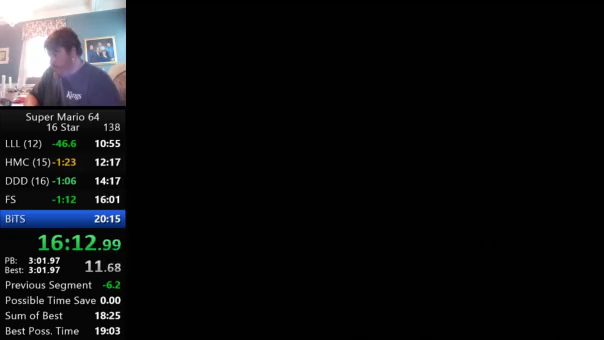 Kings
Super Mario 64
16 Star 138
LLL (12) -46.6 10:55
HMC (15) -1:23 12:17
DDD (16) -1:06 14:17
FS -1:12 16:01
BiTS 20:15
16:12.99
PB: 3:01.97 11.68
Best: 3:01.97
Previous Segment -6.2
Possible Time Save 0.00
Sum of Best 18:25
Best Poss. Time 19:03